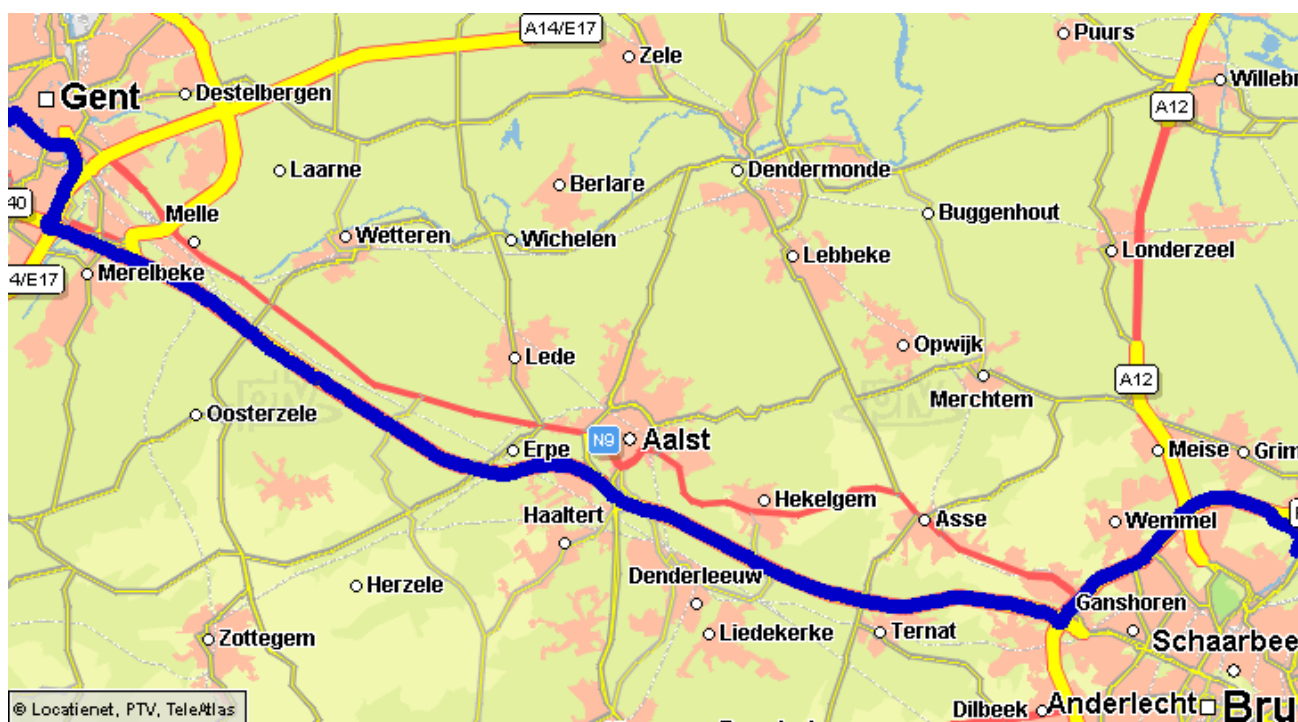 A14/E17
Puurs
Zele
Willeb
Gent
Destelbergen
A12
Laarne
Dendermonde
Berlare
40
Melle
Buggenhout
Wetteren
Wichelen
Londerzeel
Lebbeke
4/E17
Merelbeke
Lede
Opwijk
A12
Merchtem
Oosterzele
N9
Aalst
Erpe
Meise
Grim
Hekelgem
Haaltert
Asse
Wemmel
Denderleeuw
Herzele
Ganshoren
Zottegem
Liedekerke
Ternat
Schaarbee
Dilbeek
Anderlecht
Bru
© Locatienet, PTV, TeleAtlas